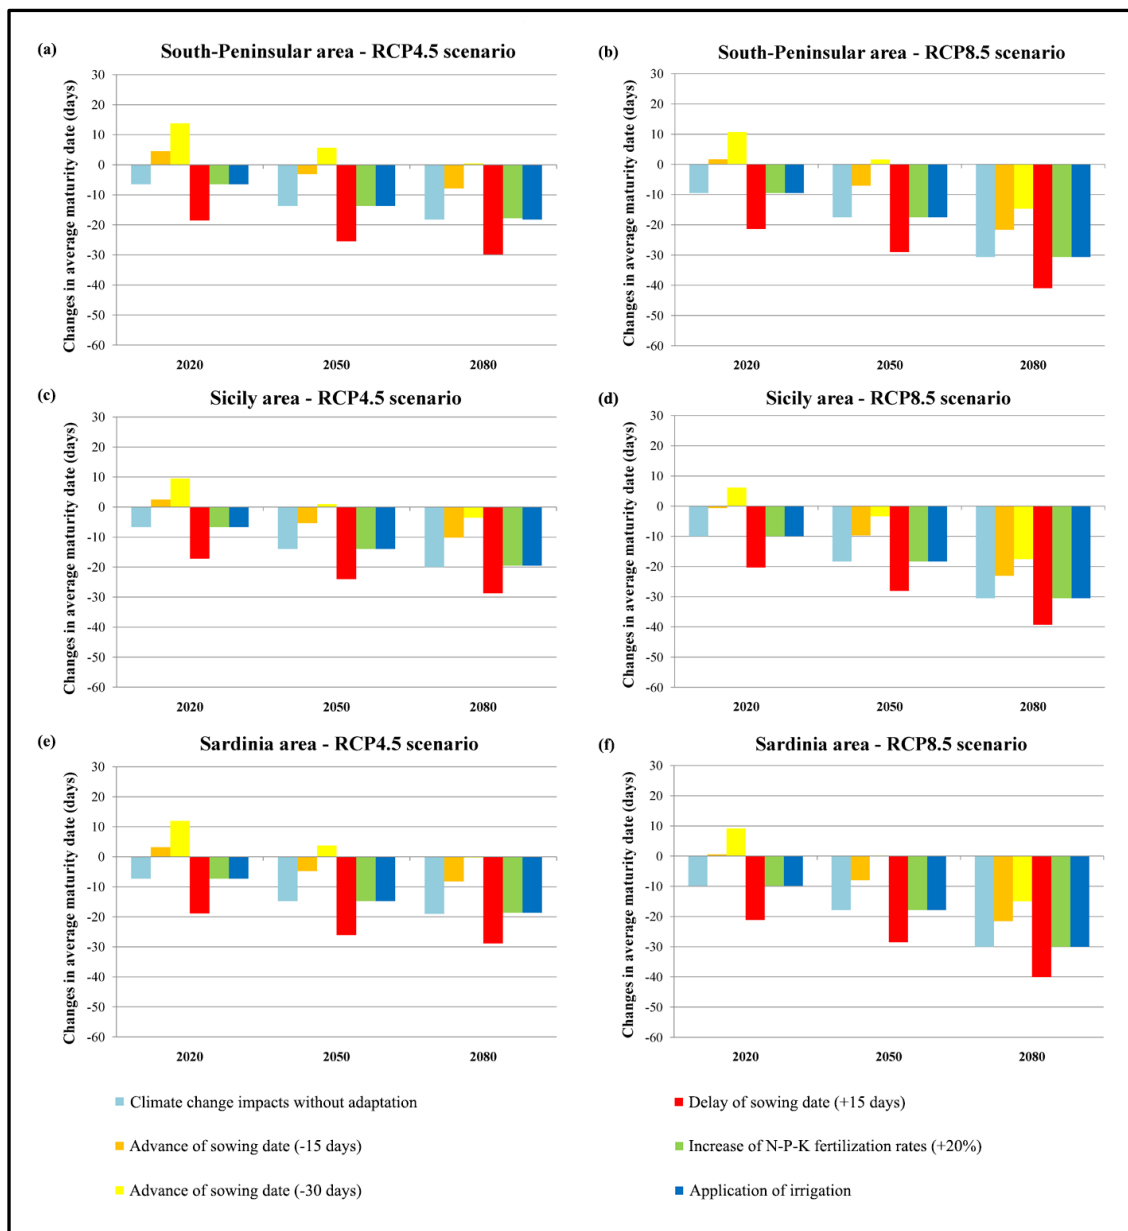 (a)
South-Peninsular area - RCP4.5 scenario
Changes in average maturity date (days)
30
20
10
0
-10
-20
-30
-40
-50
-60
2020 2050 2080
(b)
South-Peninsular area - RCP8.5 scenario
Changes in average maturity date (days)
30
20
10
0
-10
-20
-30
-40
-50
-60
2020 2050 2080
(c)
Sicily area - RCP4.5 scenario
Changes in average maturity date (days)
30
20
10
0
-10
-20
-30
-40
-50
-60
2020 2050 2080
(d)
Sicily area - RCP8.5 scenario
Changes in average maturity date (days)
30
20
10
0
-10
-20
-30
-40
-50
-60
2020 2050 2080
(e)
Sardinia area - RCP4.5 scenario
Changes in average maturity date (days)
30
20
10
0
-10
-20
-30
-40
-50
-60
2020 2050 2080
(f)
Sardinia area - RCP8.5 scenario
Changes in average maturity date (days)
30
20
10
0
-10
-20
-30
-40
-50
-60
2020 2050 2080
Climate change impacts without adaptation
Advance of sowing date (-15 days)
Advance of sowing date (-30 days)
Delay of sowing date (+15 days)
Increase of N-P-K fertilization rates (+20%)
Application of irrigation